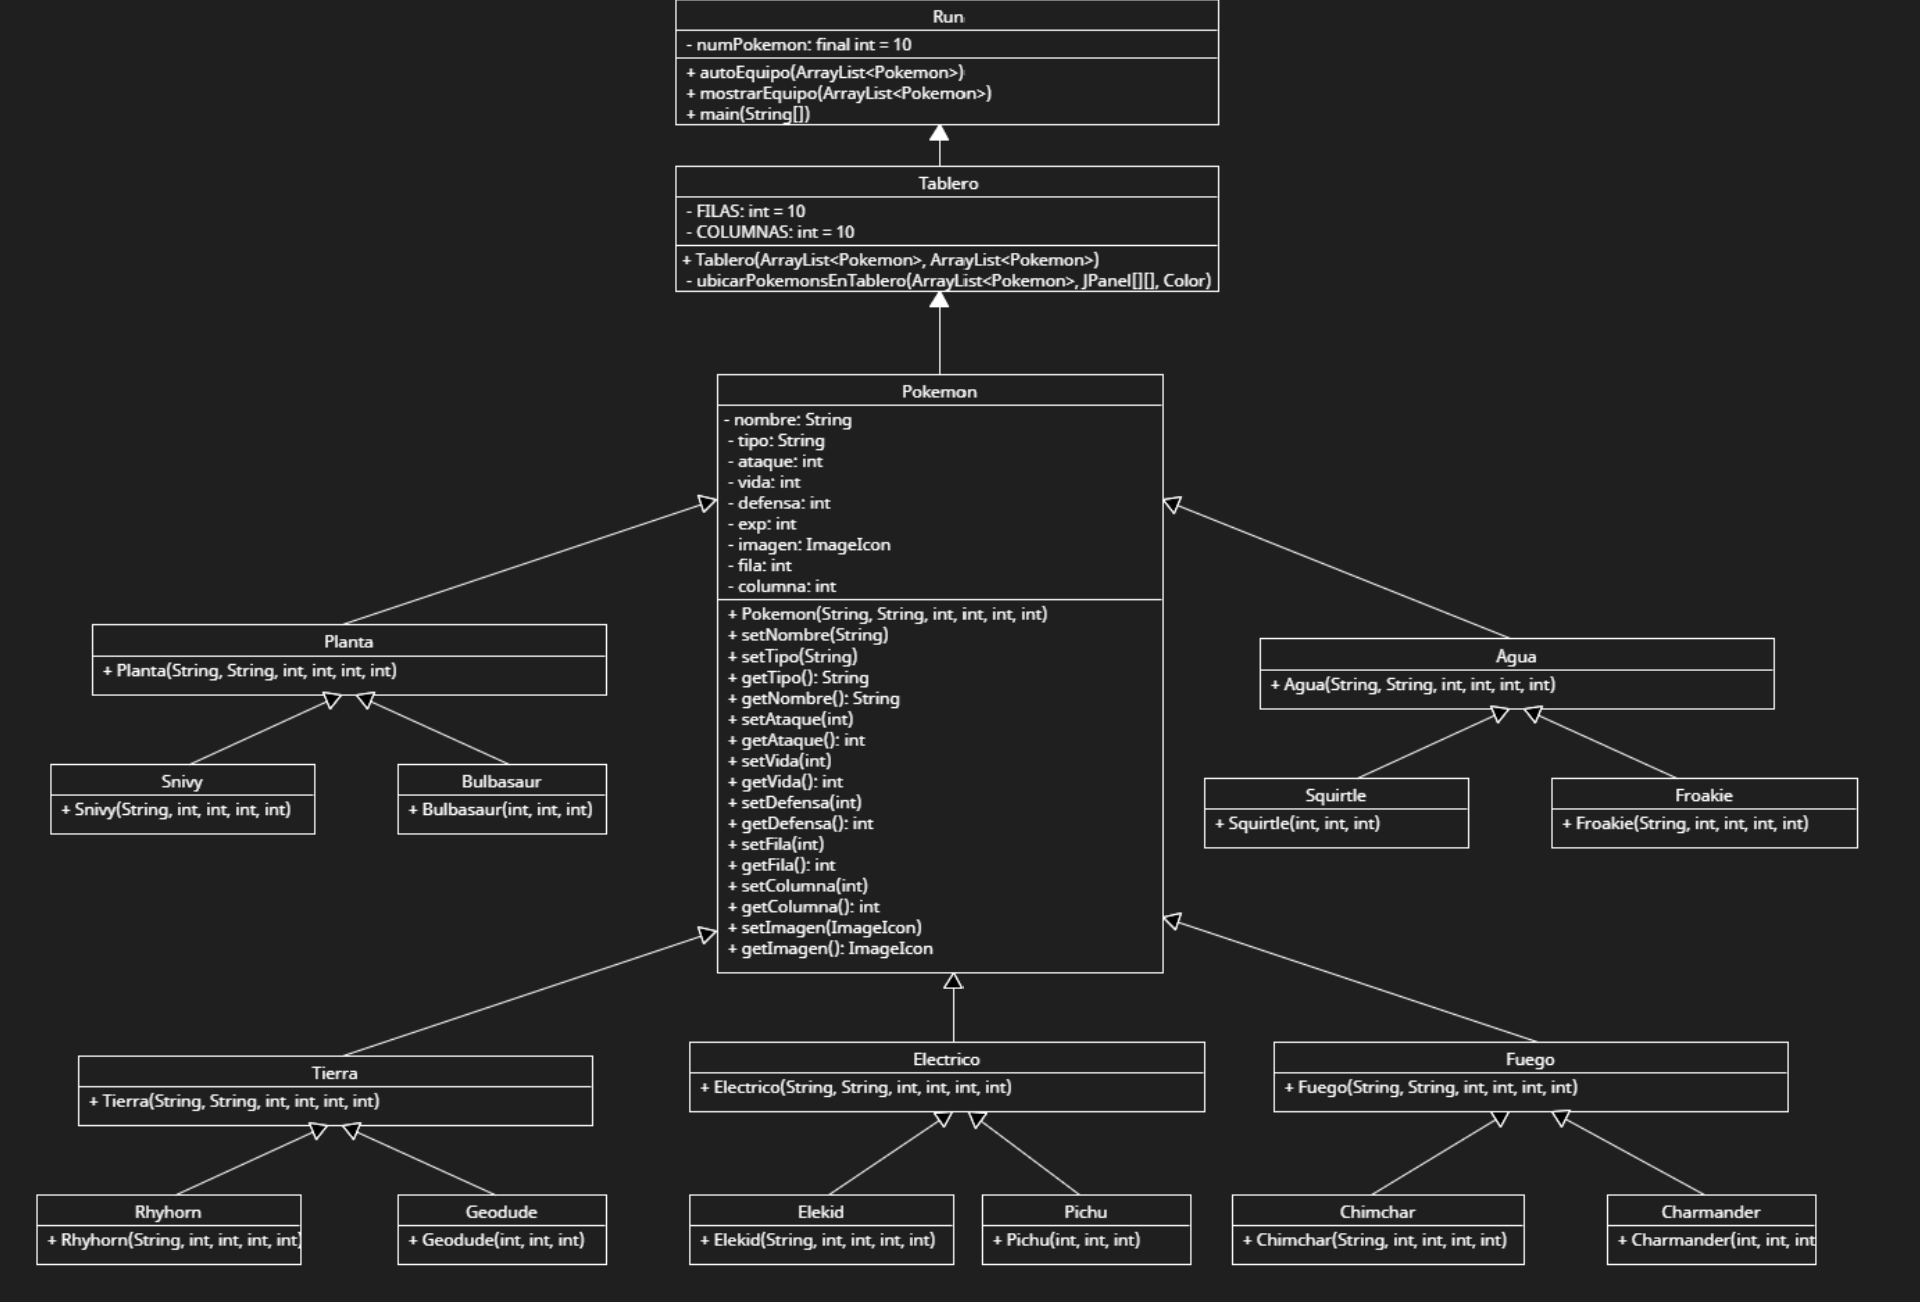 Run
- numPokemon: final int = 10
+ autoEquipo(ArrayList<Pokemon>)
+ mostrarEquipo(ArrayList<Pokemon>)
+ main(String[])
Tablero
- FILAS: int = 10
- COLUMNAS: int = 10
+ Tablero(ArrayList<Pokemon>, ArrayList<Pokemon>)
- ubicarPokemonsEnTablero(ArrayList<Pokemon>, JPanel[][], Color)
Pokemon
- nombre: String
- tipo: String
- ataque: int
- vida: int
- defensa: int
- exp: int
- imagen: ImageIcon
- fila: int
- columna: int
+ Pokemon(String, String, int, int, int, int)
+ setNombre(String)
+ setTipo(String)
+ getTipo(): String
+ getNombre(): String
+ setAtaque(int)
+ getAtaque(): int
+ setVida(int)
+ getVida(): int
+ setDefensa(int)
+ getDefensa(): int
+ setFila(int)
+ getFila(): int
+ setColumna(int)
+ getColumna(): int
+ setImagen(ImageIcon)
+ getImagen(): ImageIcon
Planta
+ Planta(String, String, int, int, int, int)
Snivy
+ Snivy(String, int, int, int, int)
Bulbasaur
+ Bulbasaur(int, int, int)
Agua
+ Agua(String, String, int, int, int, int)
Squirtle
+ Squirtle(int, int, int)
Froakie
+ Froakie(String, int, int, int, int)
Tierra
+ Tierra(String, String, int, int, int, int)
Rhyhorn
+ Rhyhorn(String, int, int, int, int)
Geodude
+ Geodude(int, int, int)
Electrico
+ Electrico(String, String, int, int, int, int)
Elekid
+ Elekid(String, int, int, int, int)
Pichu
+ Pichu(int, int, int)
Fuego
+ Fuego(String, String, int, int, int, int)
Chimchar
+ Chimchar(String, int, int, int, int)
Charmander
+ Charmander(int, int, int